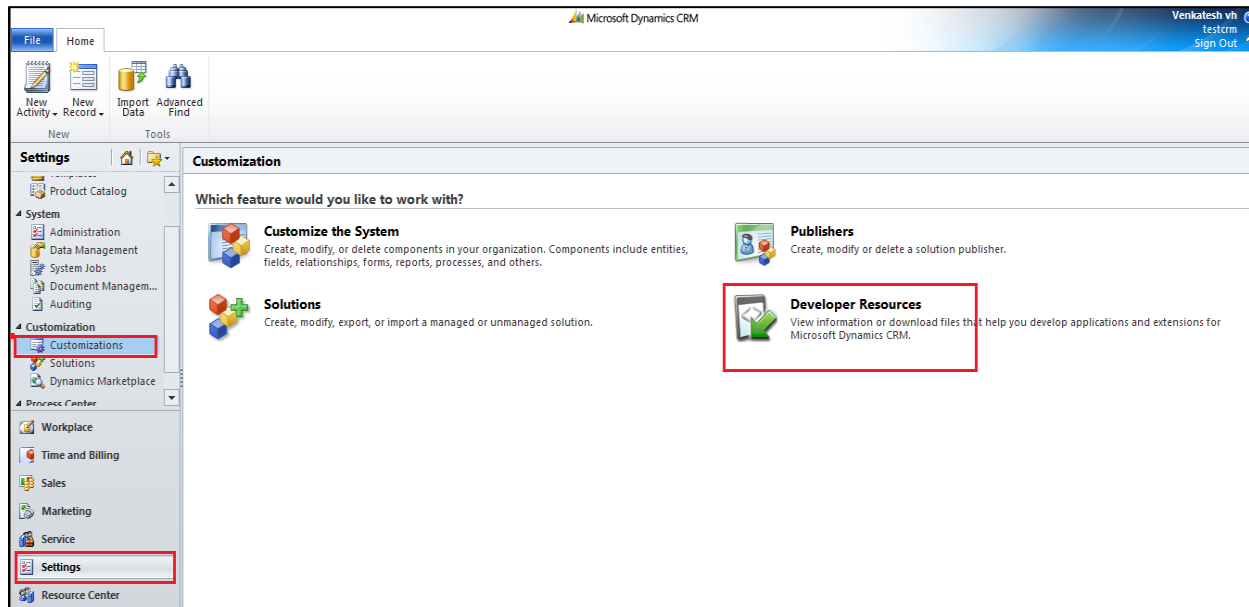 Microsoft Dynamics CRM
Venkatesh vh
testcrm
Sign Out
File
Home
New Activity
New Record
Import Data
Advanced Find
New
Tools
Settings
Product Catalog
System
Administration
Data Management
System Jobs
Document Managem...
Auditing
Customization
Customizations
Solutions
Dynamics Marketplace
Process Center
Workplace
Time and Billing
Sales
Marketing
Service
Settings
Resource Center
Customization
Which feature would you like to work with?
Customize the System
Create, modify, or delete components in your organization. Components include entities,
fields, relationships, forms, reports, processes, and others.
Publishers
Create, modify or delete a solution publisher.
Solutions
Create, modify, export, or import a managed or unmanaged solution.
Developer Resources
View information or download files that help you develop applications and extensions for
Microsoft Dynamics CRM.